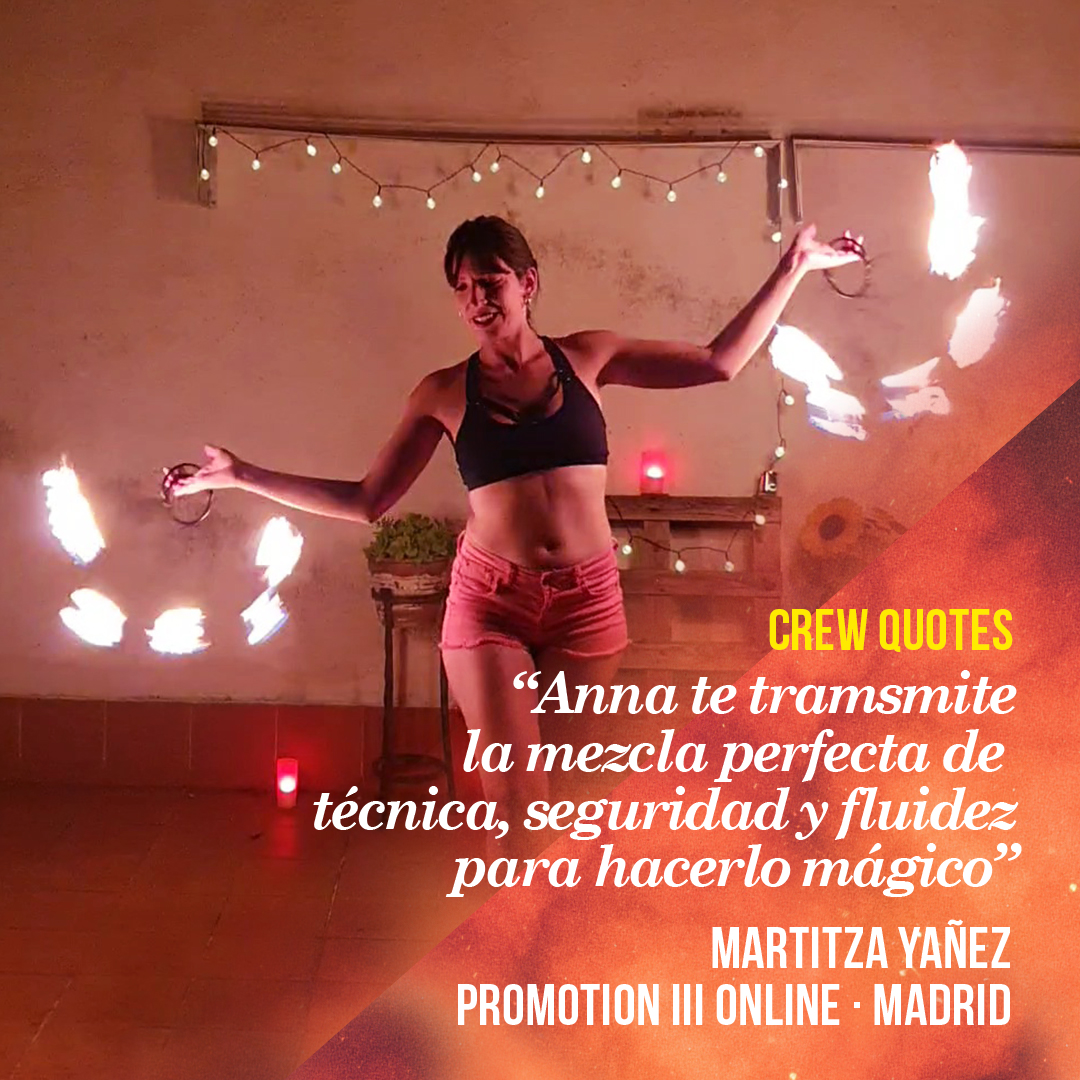 CREW QUOTES
“Anna te tramsmite
la mezcla perfecta de
técnica, seguridad y fluidez
para hacerlo mágico”
MARTITZA YAÑEZ
PROMOTION III ONLINE · MADRID